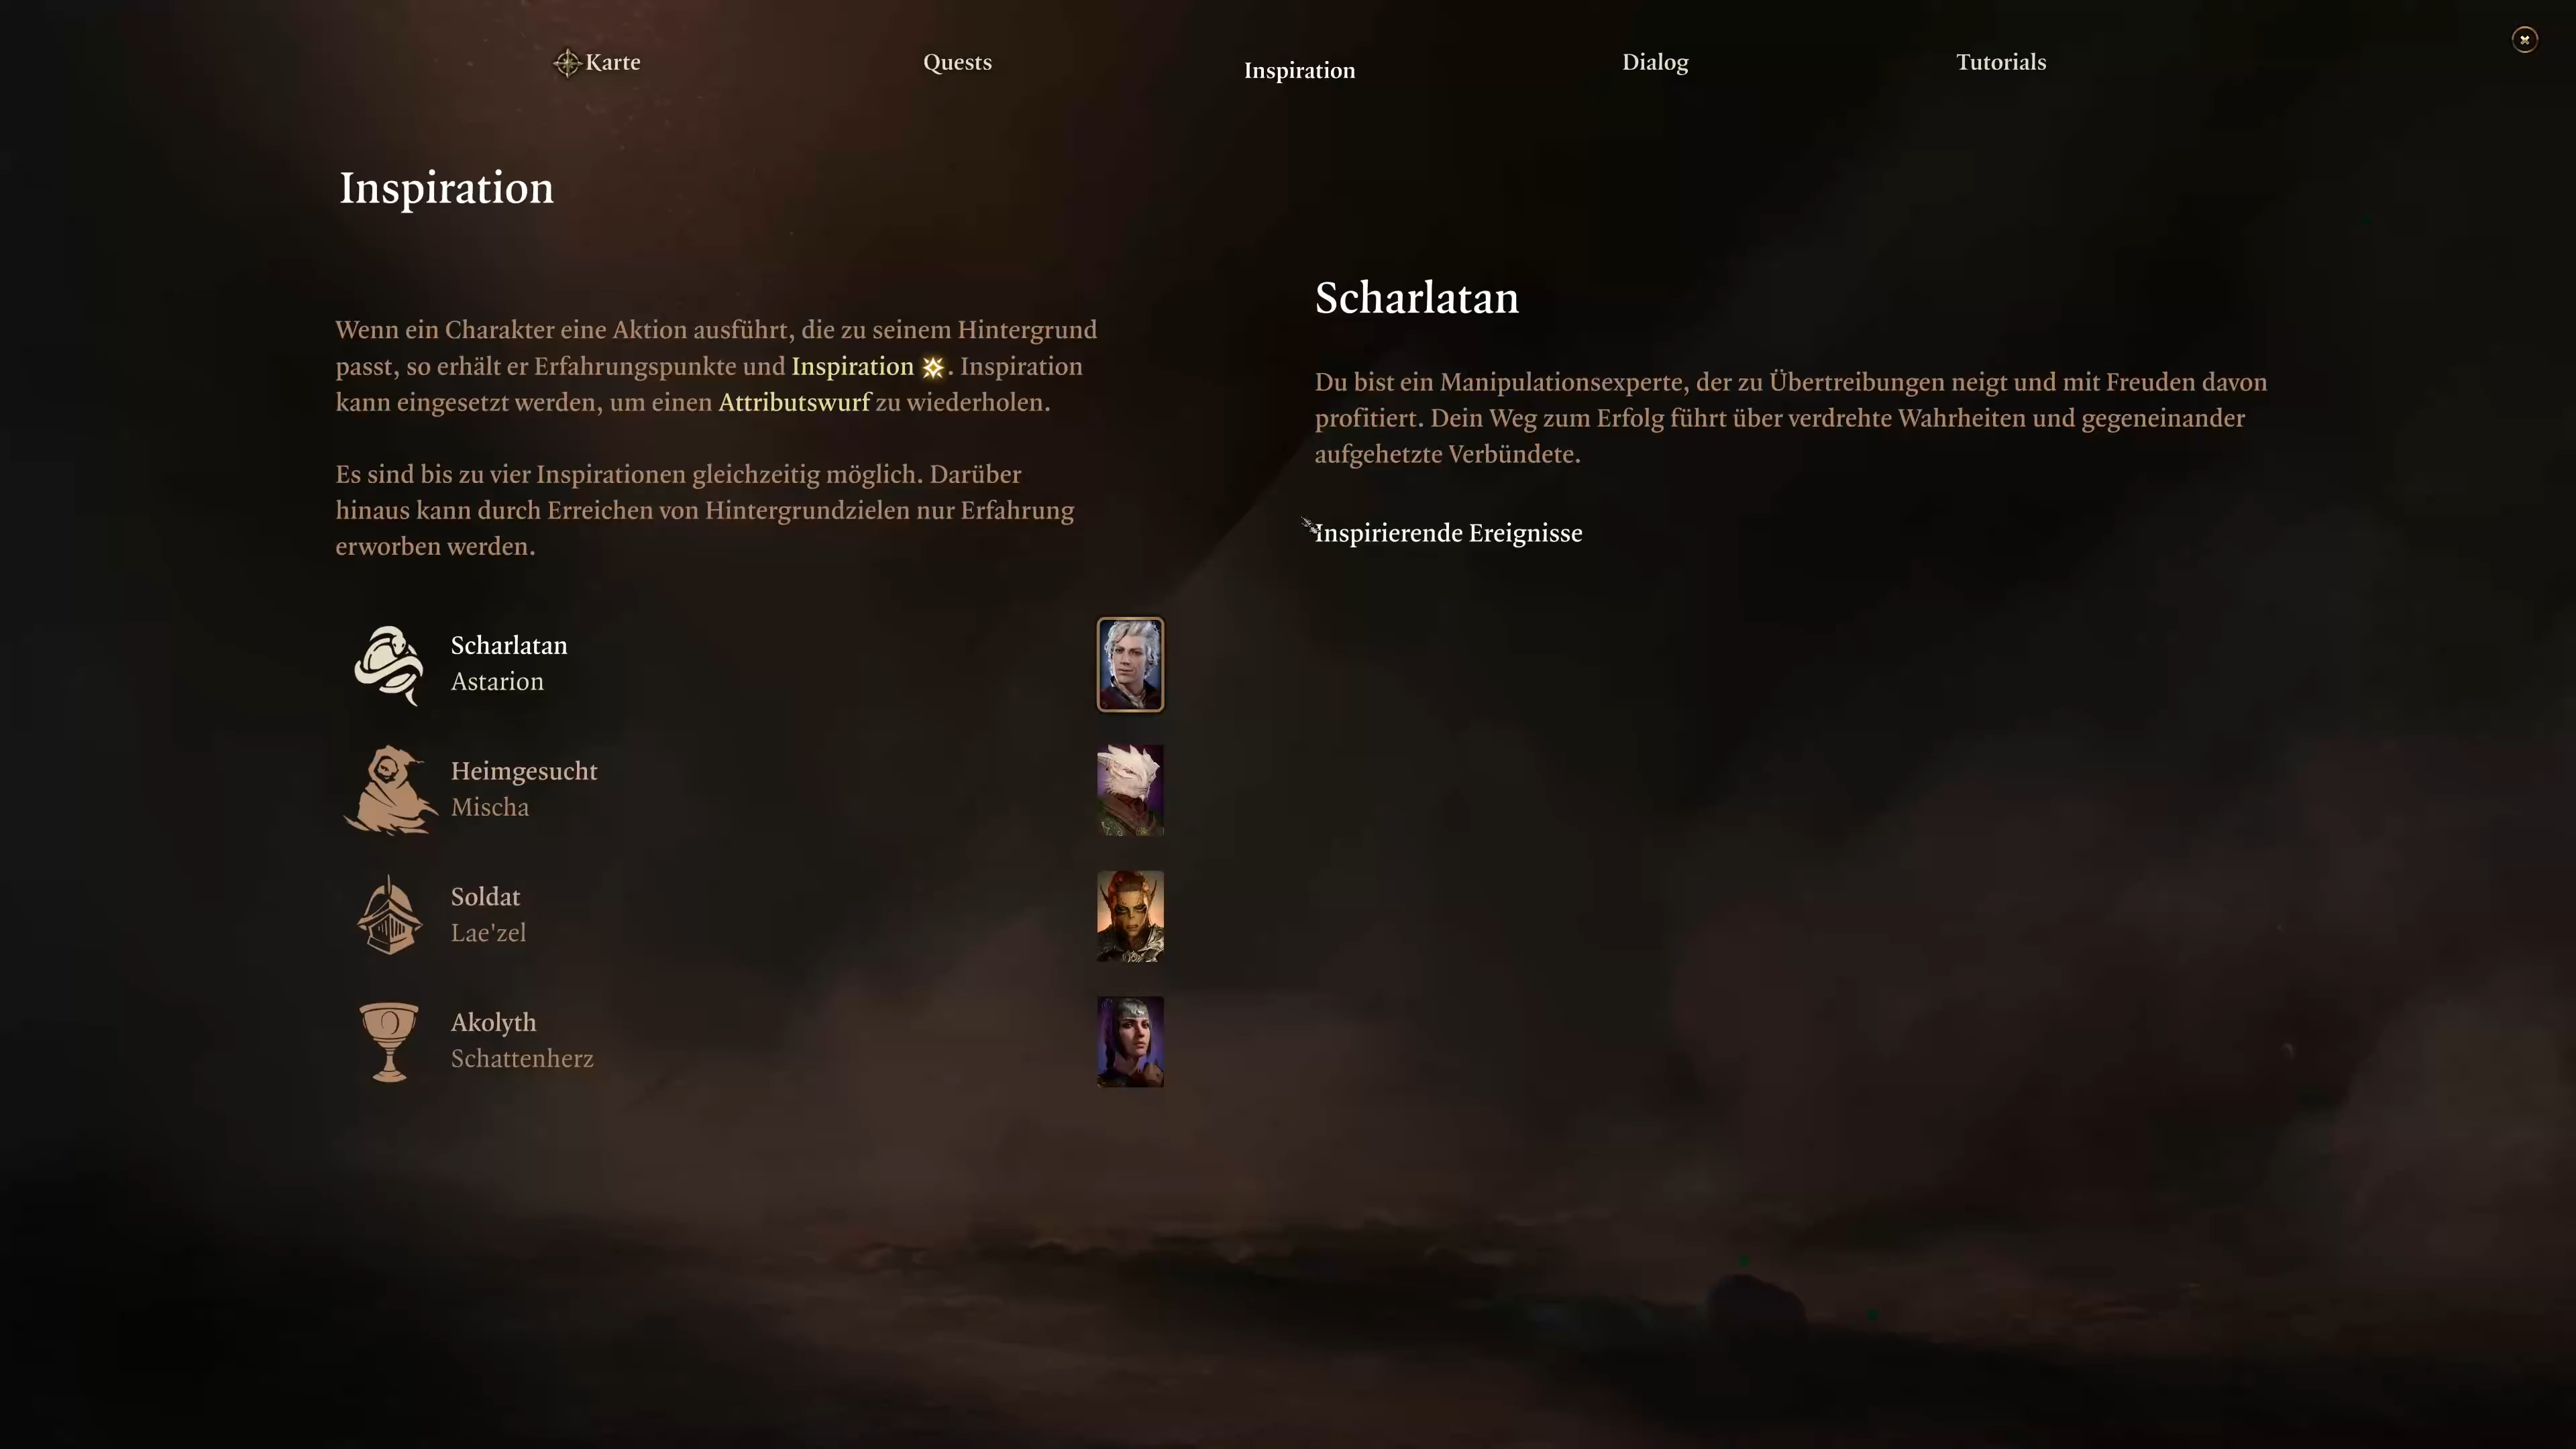 Karte
Quests
Inspiration
Dialog
Tutorials
Inspiration
Wenn ein Charakter eine Aktion ausführt, die zu seinem Hintergrund
passt, so erhält er Erfahrungspunkte und Inspiration. Inspiration
kann eingesetzt werden, um einen Attributswurf zu wiederholen.
Es sind bis zu vier Inspirationen gleichzeitig möglich. Darüber
hinaus kann durch Erreichen von Hintergrundzielen nur Erfahrung
erworben werden.
Scharlatan
Astarion
Heimgesucht
Mischa
Soldat
Lae'zel
Akolyth
Schattenherz
Scharlatan
Du bist ein Manipulationsexperte, der zu Übertreibungen neigt und mit Freuden davon
profitiert. Dein Weg zum Erfolg führt über verdrehte Wahrheiten und gegeneinander
aufgehetzte Verbündete.
Inspirierende Ereignisse